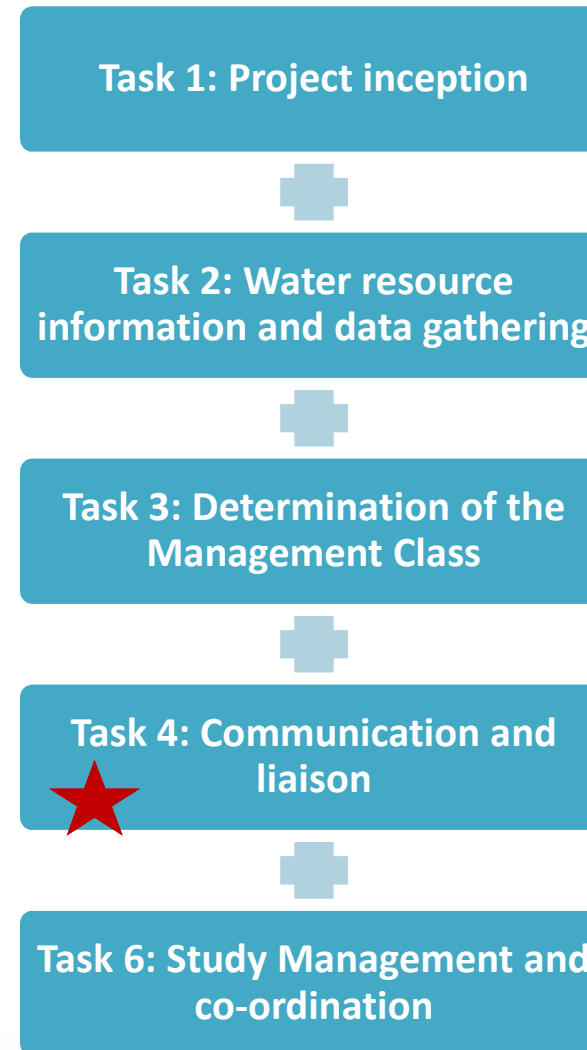 Task 1: Project inception
Task 2: Water resource
information and data gathering
Task 3: Determination of the
Management Class
Task 4: Communication and
liaison
Task 6: Study Management and
co-ordination